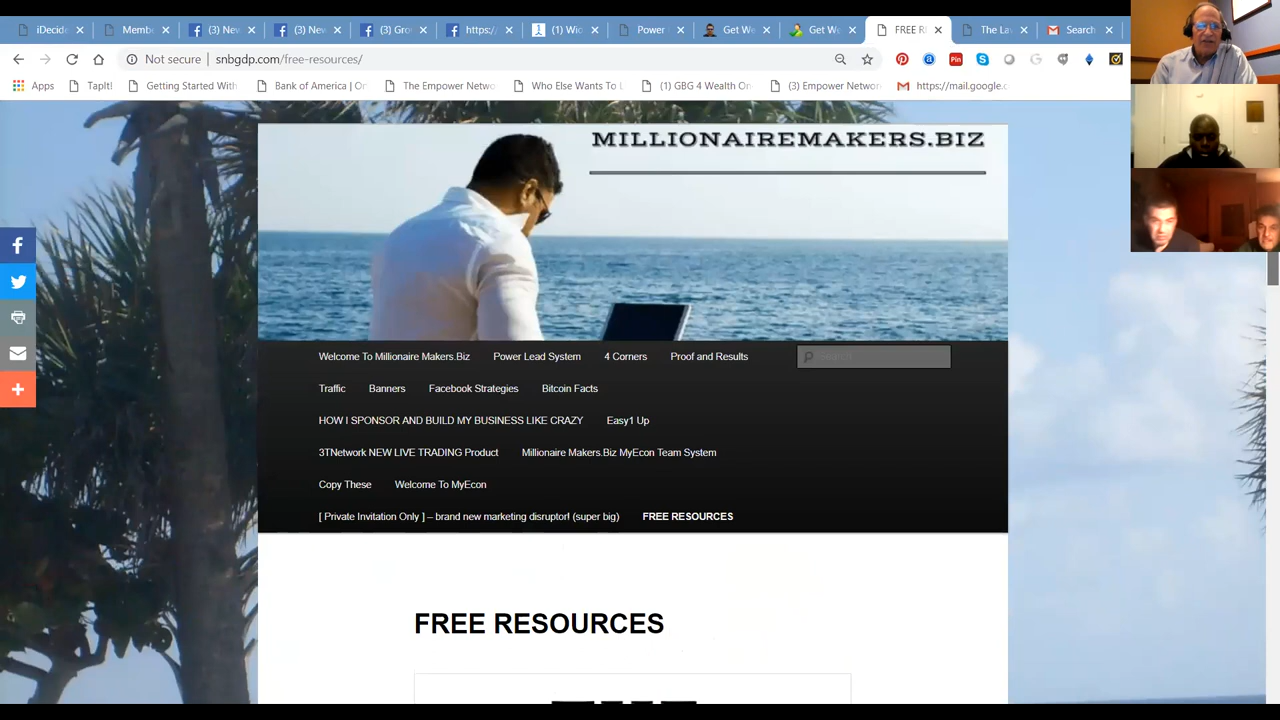 iDecide
Memb
(3) New
(3) New
(3) Gro
https:/
(1) Wic
Power
Get We
Get We
FREE R
The La
Search
Not secure
snbgdp.com/free-resources/
Apps
TapIt!
Getting Started With
Bank of America | On
The Empower Netwo
Who Else Wants To L
(1) GBG 4 Wealth On
(3) Empower Networ
https://mail.google.c
MILLIONAIREMAKERS.BIZ
Welcome To Millionaire Makers.Biz Power Lead System 4 Corners Proof and Results
Search
Traffic Banners Facebook Strategies Bitcoin Facts
HOW I SPONSOR AND BUILD MY BUSINESS LIKE CRAZY Easy1 Up
3TNetwork NEW LIVE TRADING Product Millionaire Makers.Biz MyEcon Team System
Copy These Welcome To MyEcon
[ Private Invitation Only ] – brand new marketing disruptor! (super big) FREE RESOURCES
FREE RESOURCES